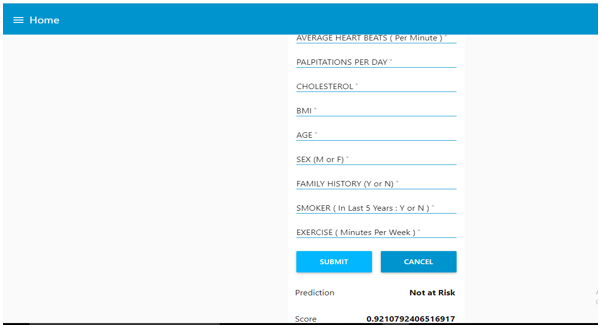 Home
AVERAGE HEART BEATS ( Per Minute ) *
PALPITATIONS PER DAY *
CHOLESTEROL *
BMI *
AGE *
SEX (M or F) *
FAMILY HISTORY (Y or N) *
SMOKER ( In Last 5 Years : Y or N ) *
EXERCISE ( Minutes Per Week ) *
SUBMIT CANCEL
Prediction Not at Risk
Score 0.9210792406516917